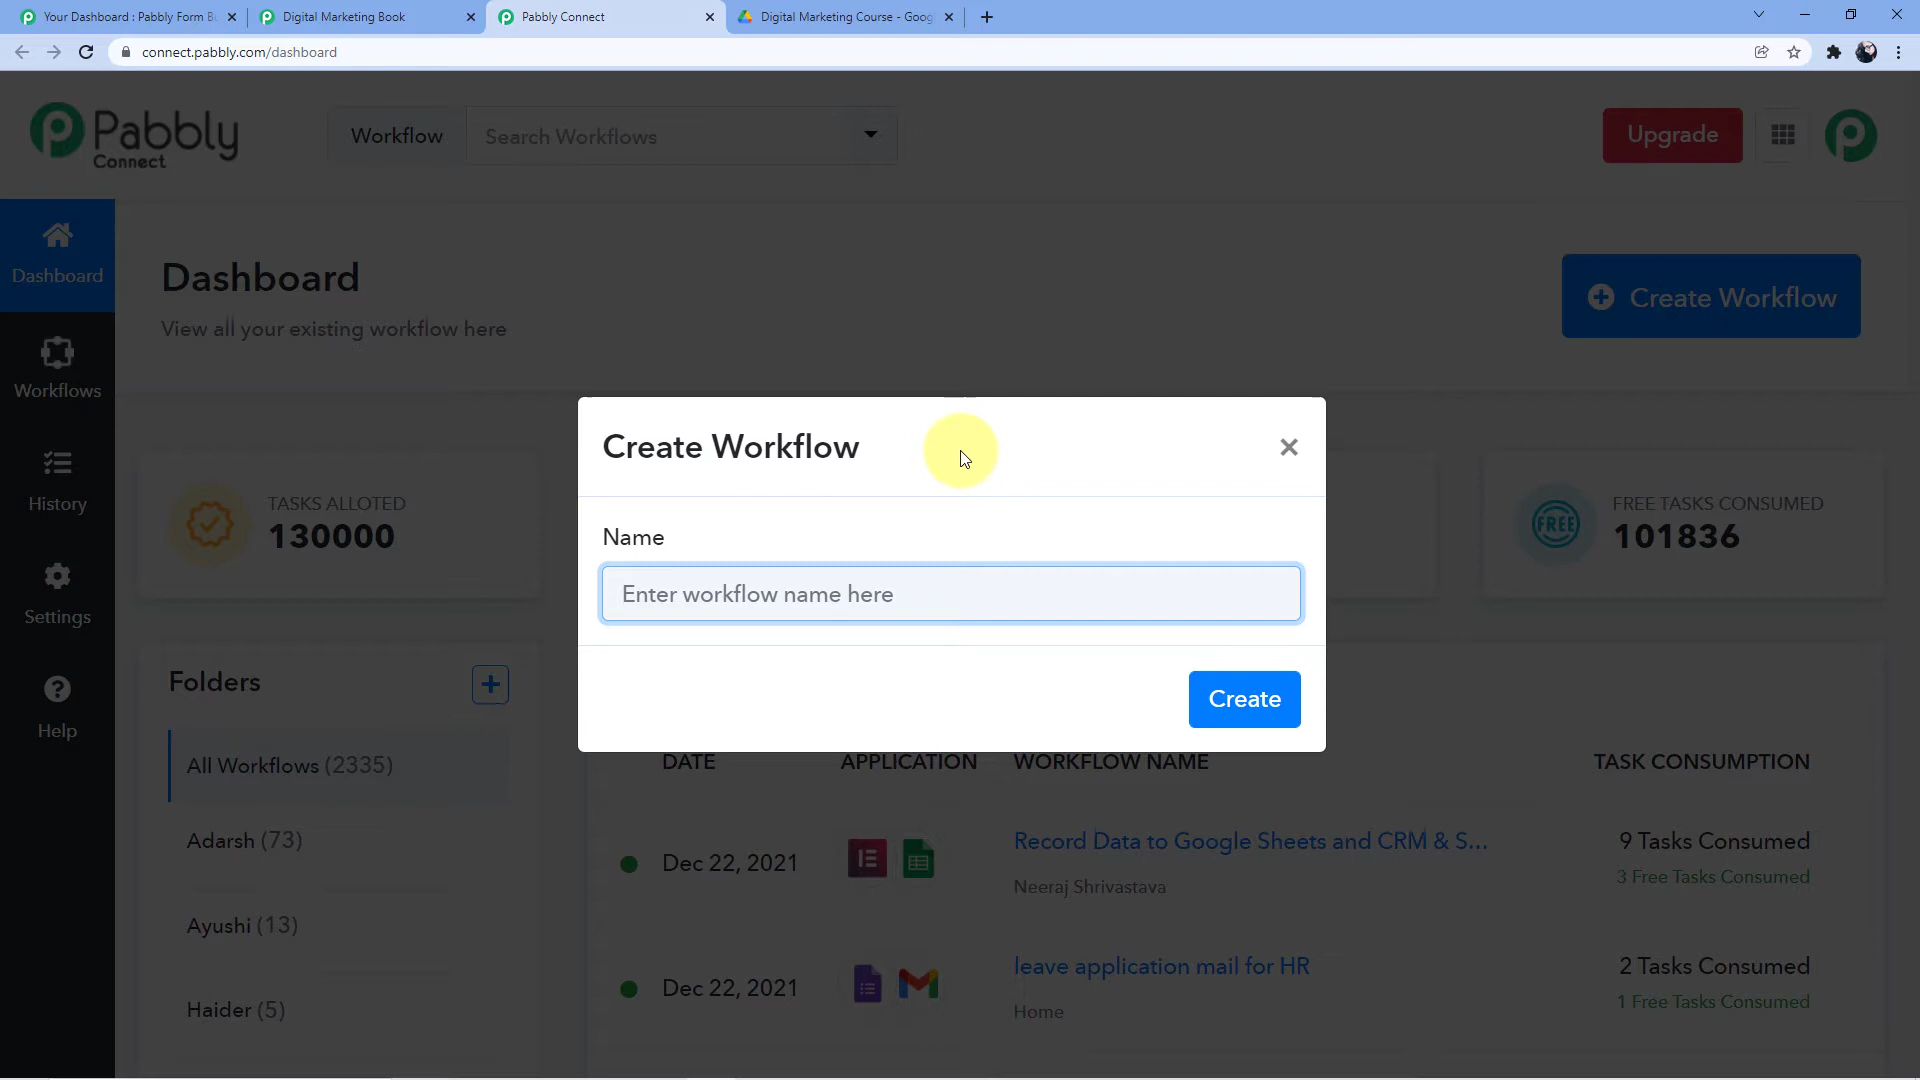 Your Dashboard : Pabbly Form Bu
Digital Marketing Book
Pabbly Connect
Digital Marketing Course - Goog
connect.pabbly.com/dashboard
Pabbly
Connect
Workflow
Search Workflows
Upgrade
Dashboard
Dashboard
View all your existing workflow here
Create Workflow
Workflows
History
Settings
Help
TASKS ALLOTED
130000
FREE
FREE TASKS CONSUMED
101836
Create Workflow
Name
Enter workflow name here
Create
Folders
All Workflows (2335)
Adarsh (73)
Ayushi (13)
Haider (5)
DATE APPLICATION WORKFLOW NAME TASK CONSUMPTION
Dec 22, 2021 Record Data to Google Sheets and CRM & S... 9 Tasks Consumed
Neeraj Shrivastava 3 Free Tasks Consumed
Dec 22, 2021 leave application mail for HR 2 Tasks Consumed
Home 1 Free Tasks Consumed